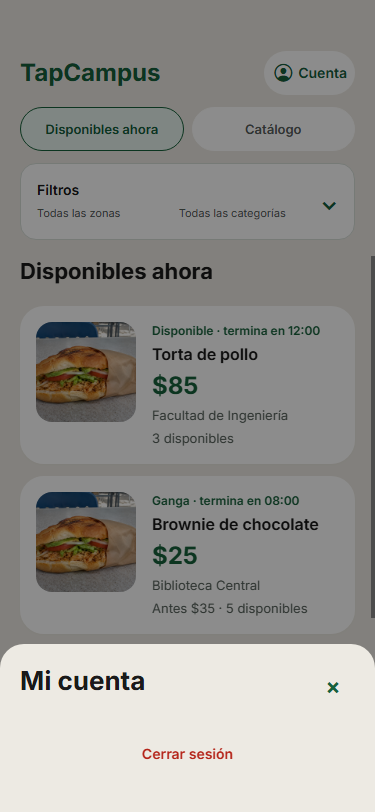 TapCampus
Cuenta
Disponibles ahora
Catálogo
Filtros
Todas las zonas
Todas las categorías
Disponibles ahora
Disponible · termina en 12:00
Torta de pollo
$85
Facultad de Ingeniería
3 disponibles
Ganga · termina en 08:00
Brownie de chocolate
$25
Biblioteca Central
Antes $35 · 5 disponibles
Mi cuenta
×
Cerrar sesión